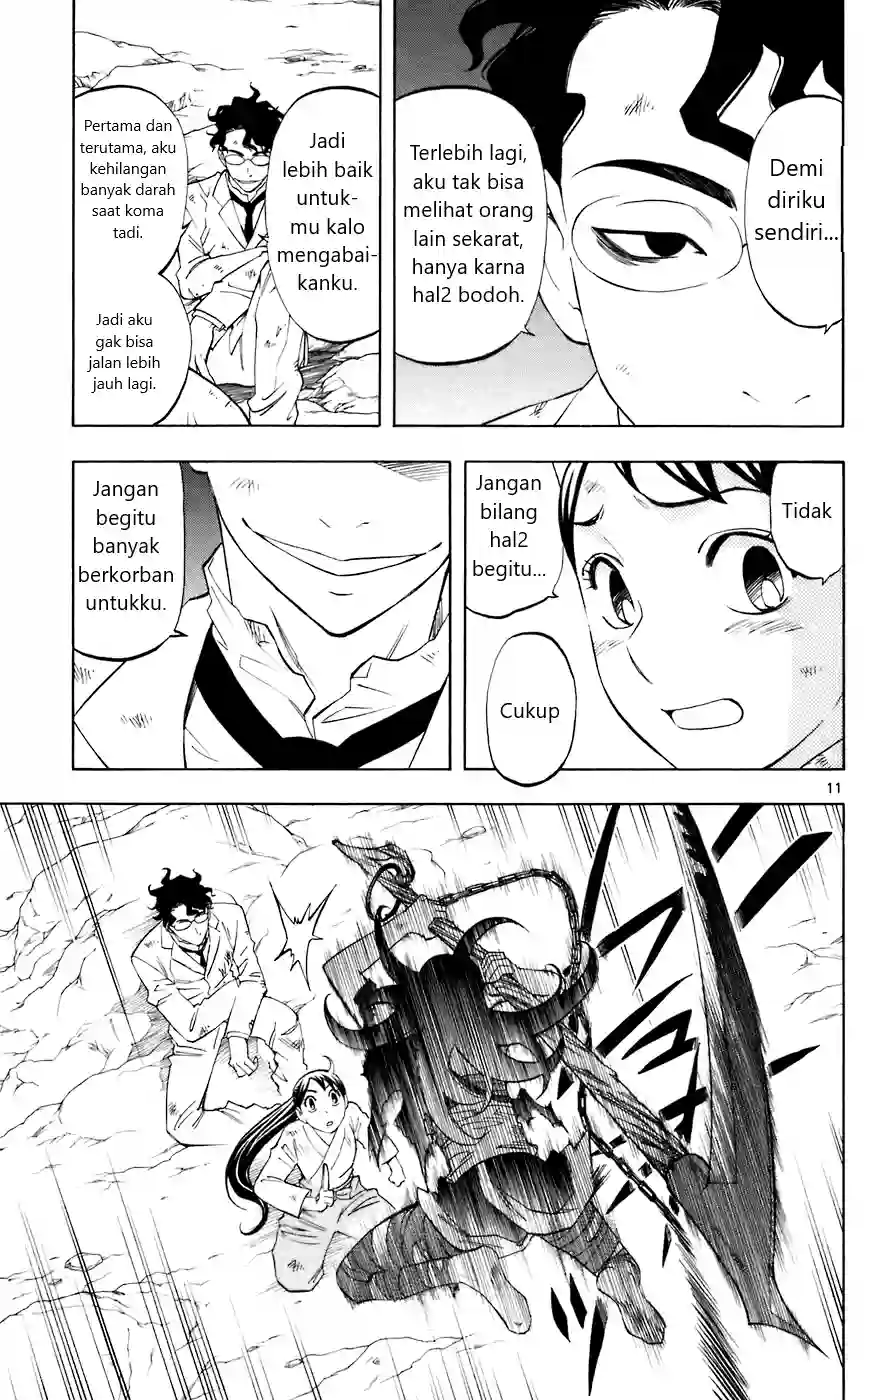 Demi
diriku
sendiri...
Terlebih lagi,
aku tak bisa
melihat orang
lain sekarat,
hanya karna
hal2 bodoh.
Jadi
lebih baik
untuk-
mu kalo
mengabai-
kanku.
Pertama dan
terutama, aku
kehilangan
banyak darah
saat koma
tadi.
Jadi aku
gak bisa
jalan lebih
jauh lagi.
Tidak
Jangan
bilang
hal2
begitu...
Cukup
Jangan
begitu
banyak
berkorban
untukku.
11